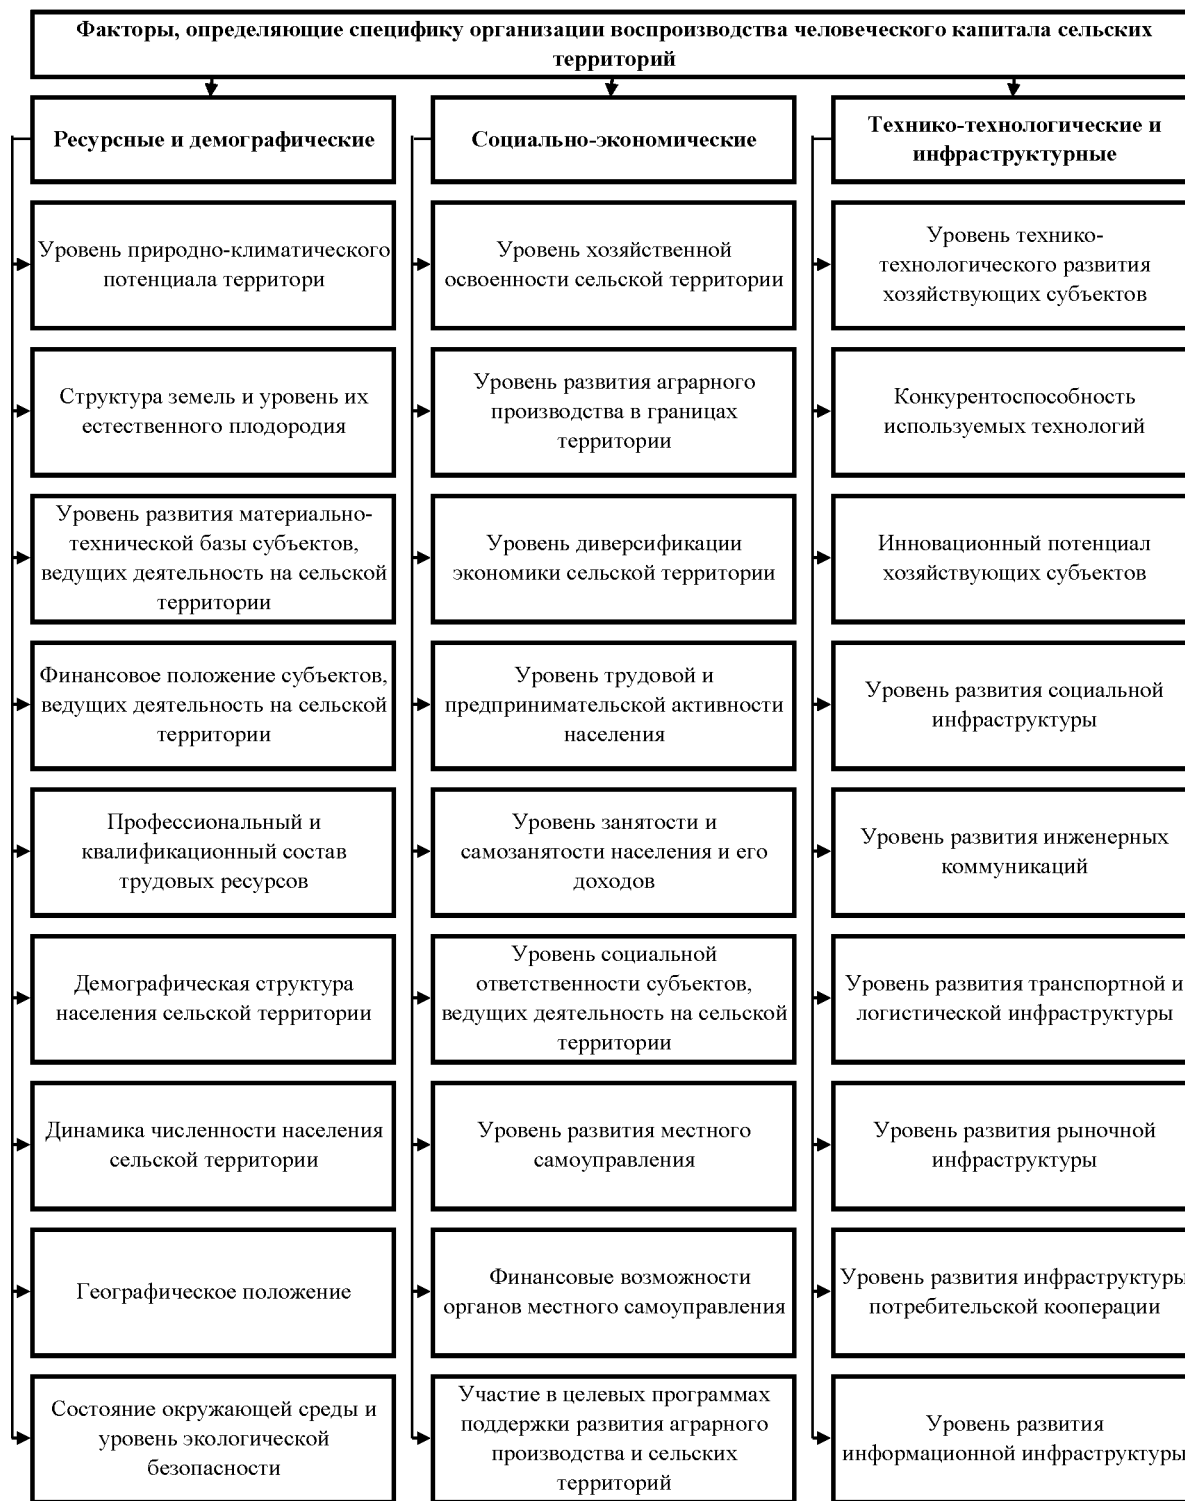 Факторы, определяющие специфику организации воспроизводства человеческого капитала сельских
территорий
Ресурсные и демографические
Уровень природно-климатического
потенциала территори
Структура земель и уровень их
естественного плодородия
Уровень развития материально-
технической базы субъектов,
ведущих деятельность на сельской
территории
Финансовое положение субъектов,
ведущих деятельность на сельской
территории
Профессиональный и
квалификационный состав
трудовых ресурсов
Демографическая структура
населения сельской территории
Динамика численности населения
сельской территории
Географическое положение
Состояние окружающей среды и
уровень экологической
безопасности
Социально-экономические
Уровень хозяйственной
освоенности сельской территории
Уровень развития аграрного
производства в границах
территории
Уровень диверсификации
экономики сельской территории
Уровень трудовой и
предпринимательской активности
населения
Уровень занятости и
самозанятости населения и его
доходов
Уровень социальной
ответственности субъектов,
ведущих деятельность на сельской
территории
Уровень развития местного
самоуправления
Финансовые возможности
органов местного самоуправления
Участие в целевых программах
поддержки развития аграрного
производства и сельских
территорий
Технико-технологические и
инфраструктурные
Уровень технико-
технологического развития
хозяйствующих субъектов
Конкурентоспособность
используемых технологий
Инновационный потенциал
хозяйствующих субъектов
Уровень развития социальной
инфраструктуры
Уровень развития инженерных
коммуникаций
Уровень развития транспортной и
логистической инфраструктуры
Уровень развития рыночной
инфраструктуры
Уровень развития инфраструктуры
потребительской кооперации
Уровень развития
информационной инфраструктуры